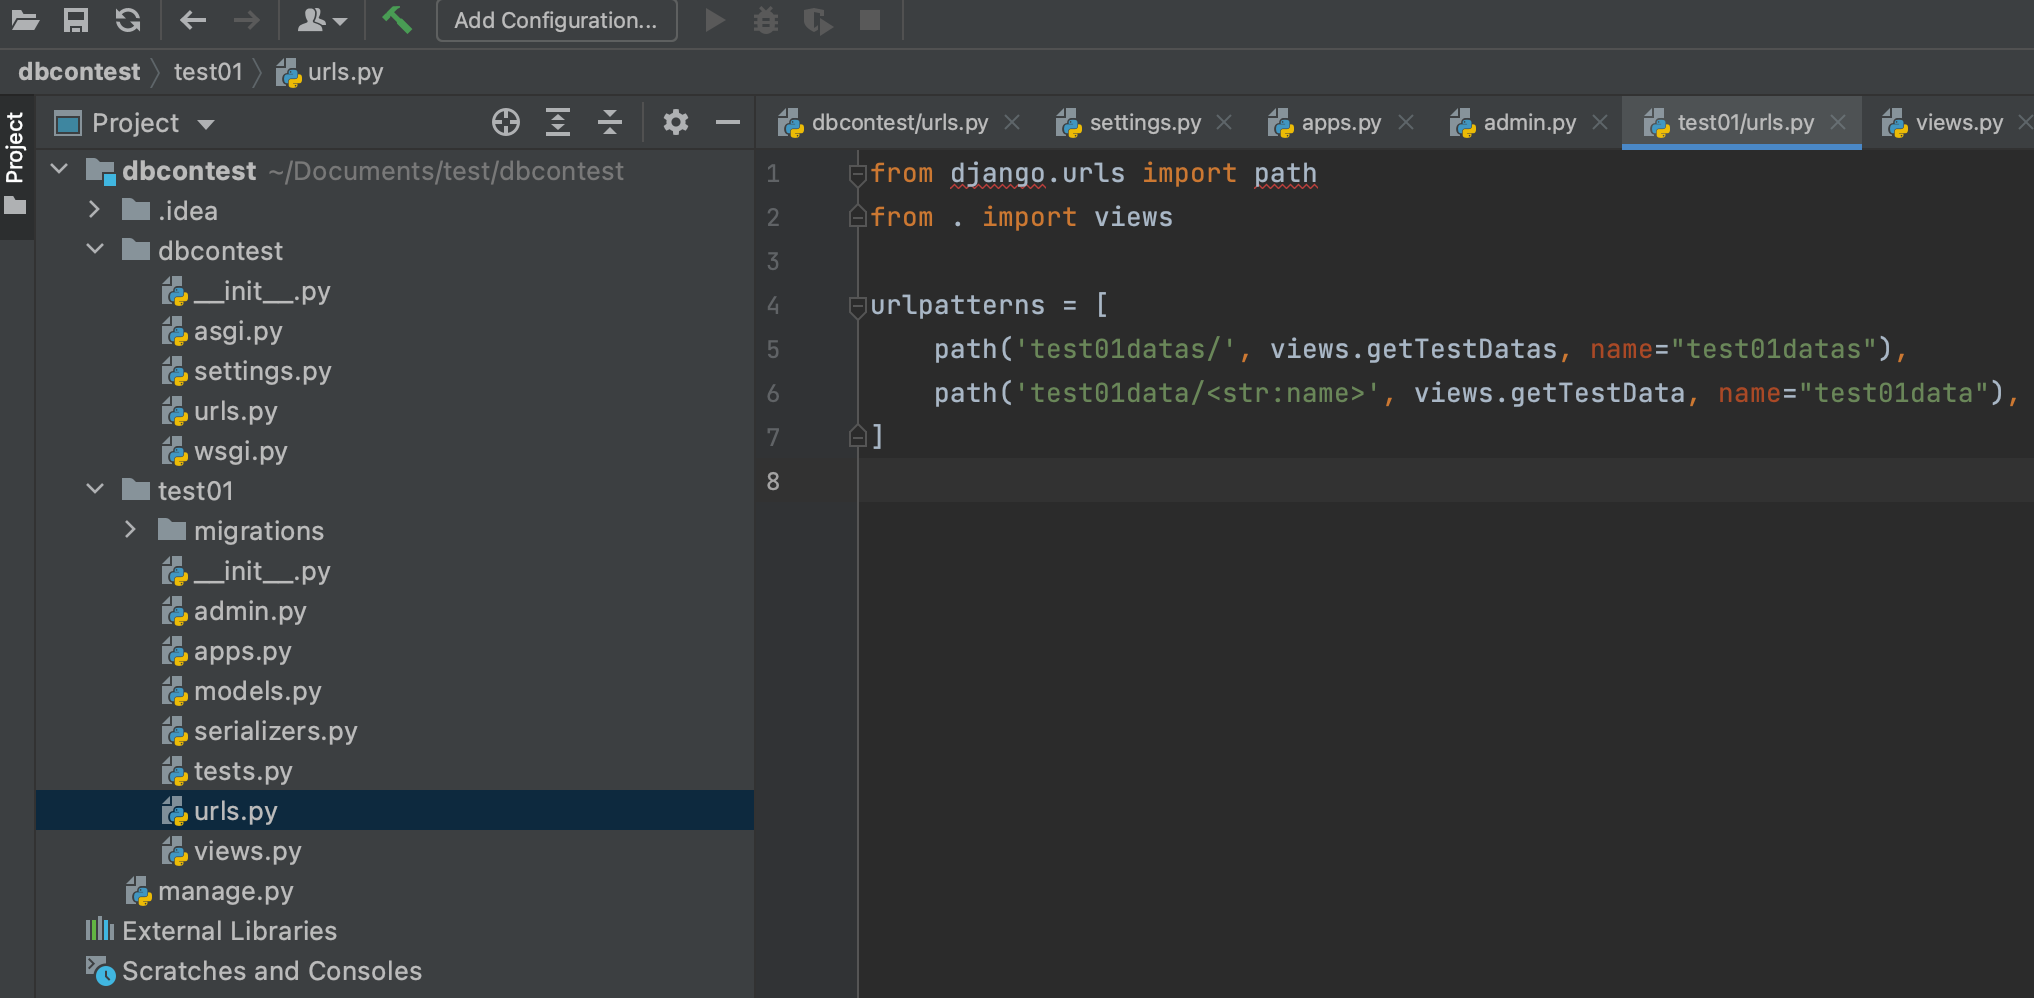 Add Configuration...
dbcontest test01 urls.py
Project
Project
dbcontest ~/Documents/test/dbcontest
.idea
dbcontest
__init__.py
asgi.py
settings.py
urls.py
wsgi.py
test01
migrations
__init__.py
admin.py
apps.py
models.py
serializers.py
tests.py
urls.py
views.py
manage.py
External Libraries
Scratches and Consoles
dbcontest/urls.py settings.py apps.py admin.py test01/urls.py views.py
1 from django.urls import path
2 from . import views
3
4 urlpatterns = [
5     path('test01datas/', views.getTestDatas, name="test01datas"),
6     path('test01data/<str:name>', views.getTestData, name="test01data"),
7 ]
8